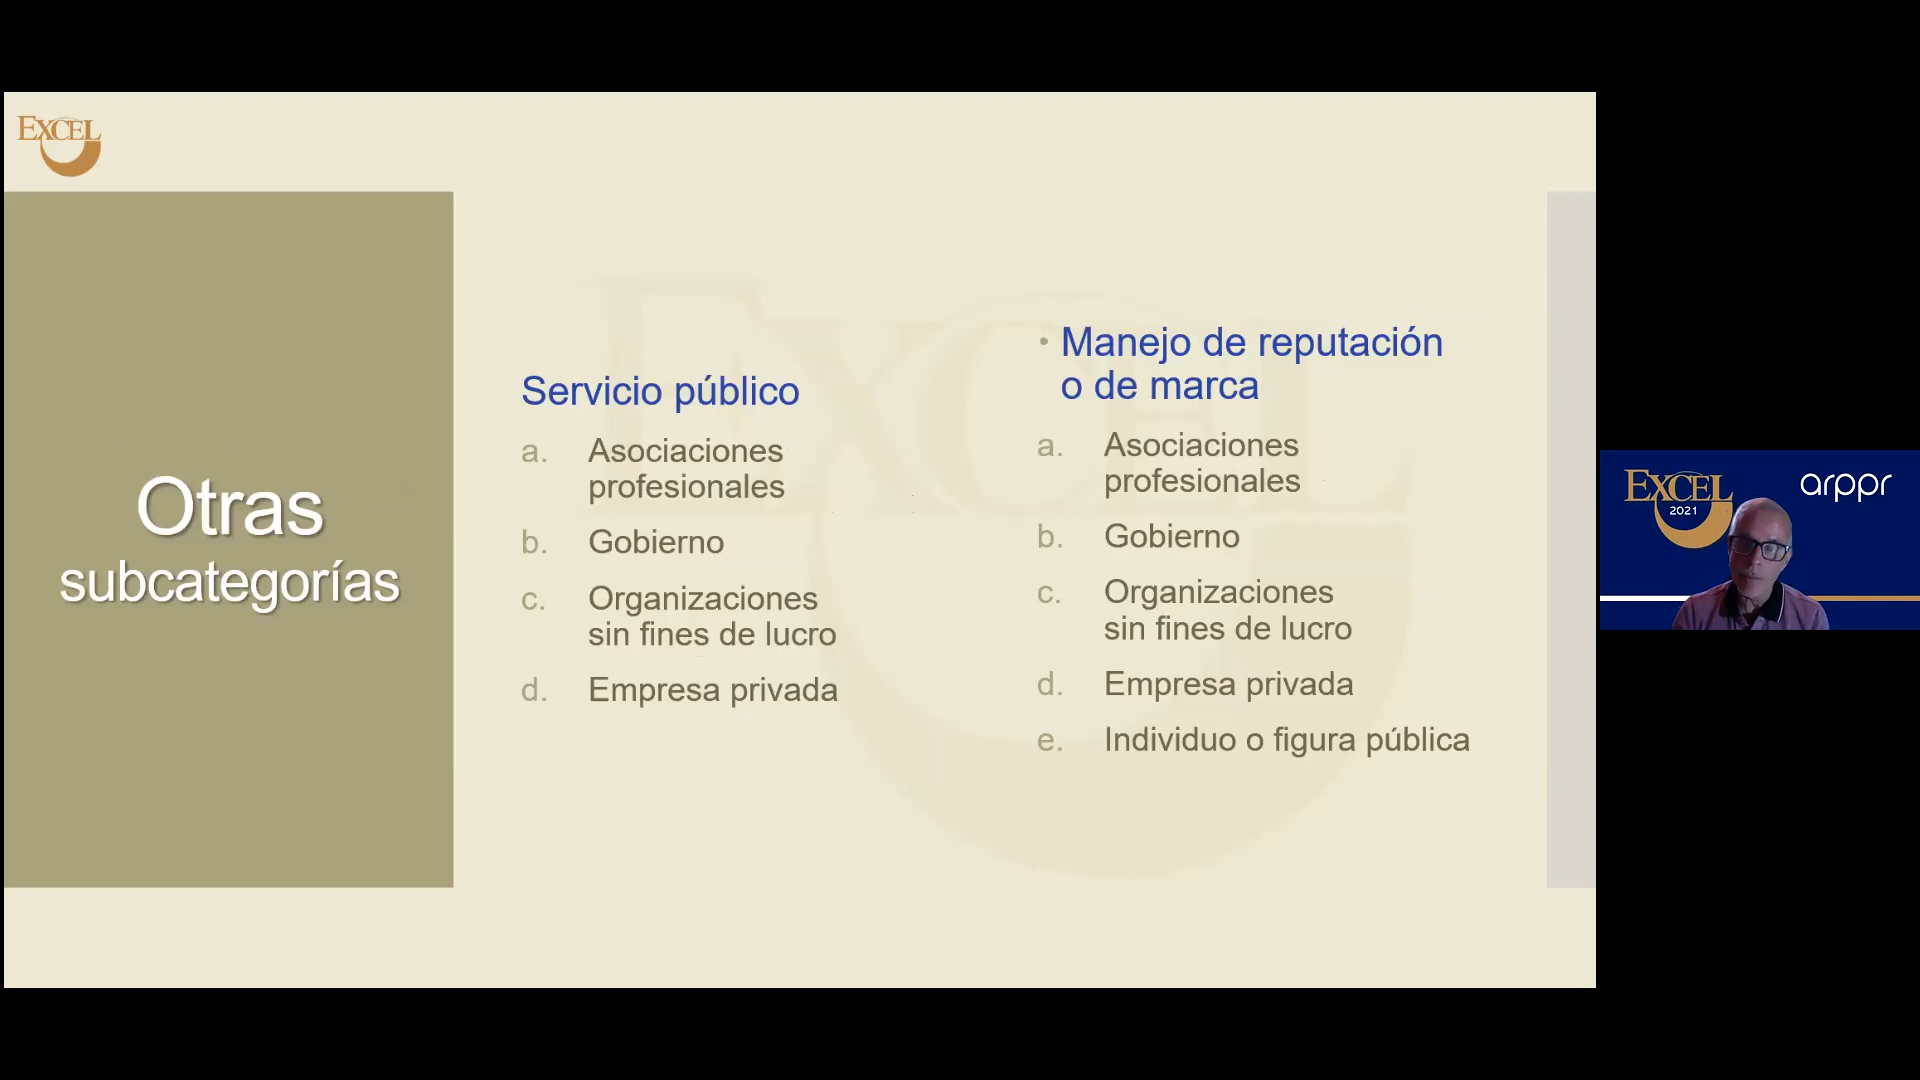 EXCEL
Otras
subcategorías
Servicio público
a. Asociaciones
profesionales
b. Gobierno
c. Organizaciones
sin fines de lucro
d. Empresa privada
• Manejo de reputación
o de marca
a. Asociaciones
profesionales
b. Gobierno
c. Organizaciones
sin fines de lucro
d. Empresa privada
e. Individuo o figura pública
EXCEL
2021
arppr